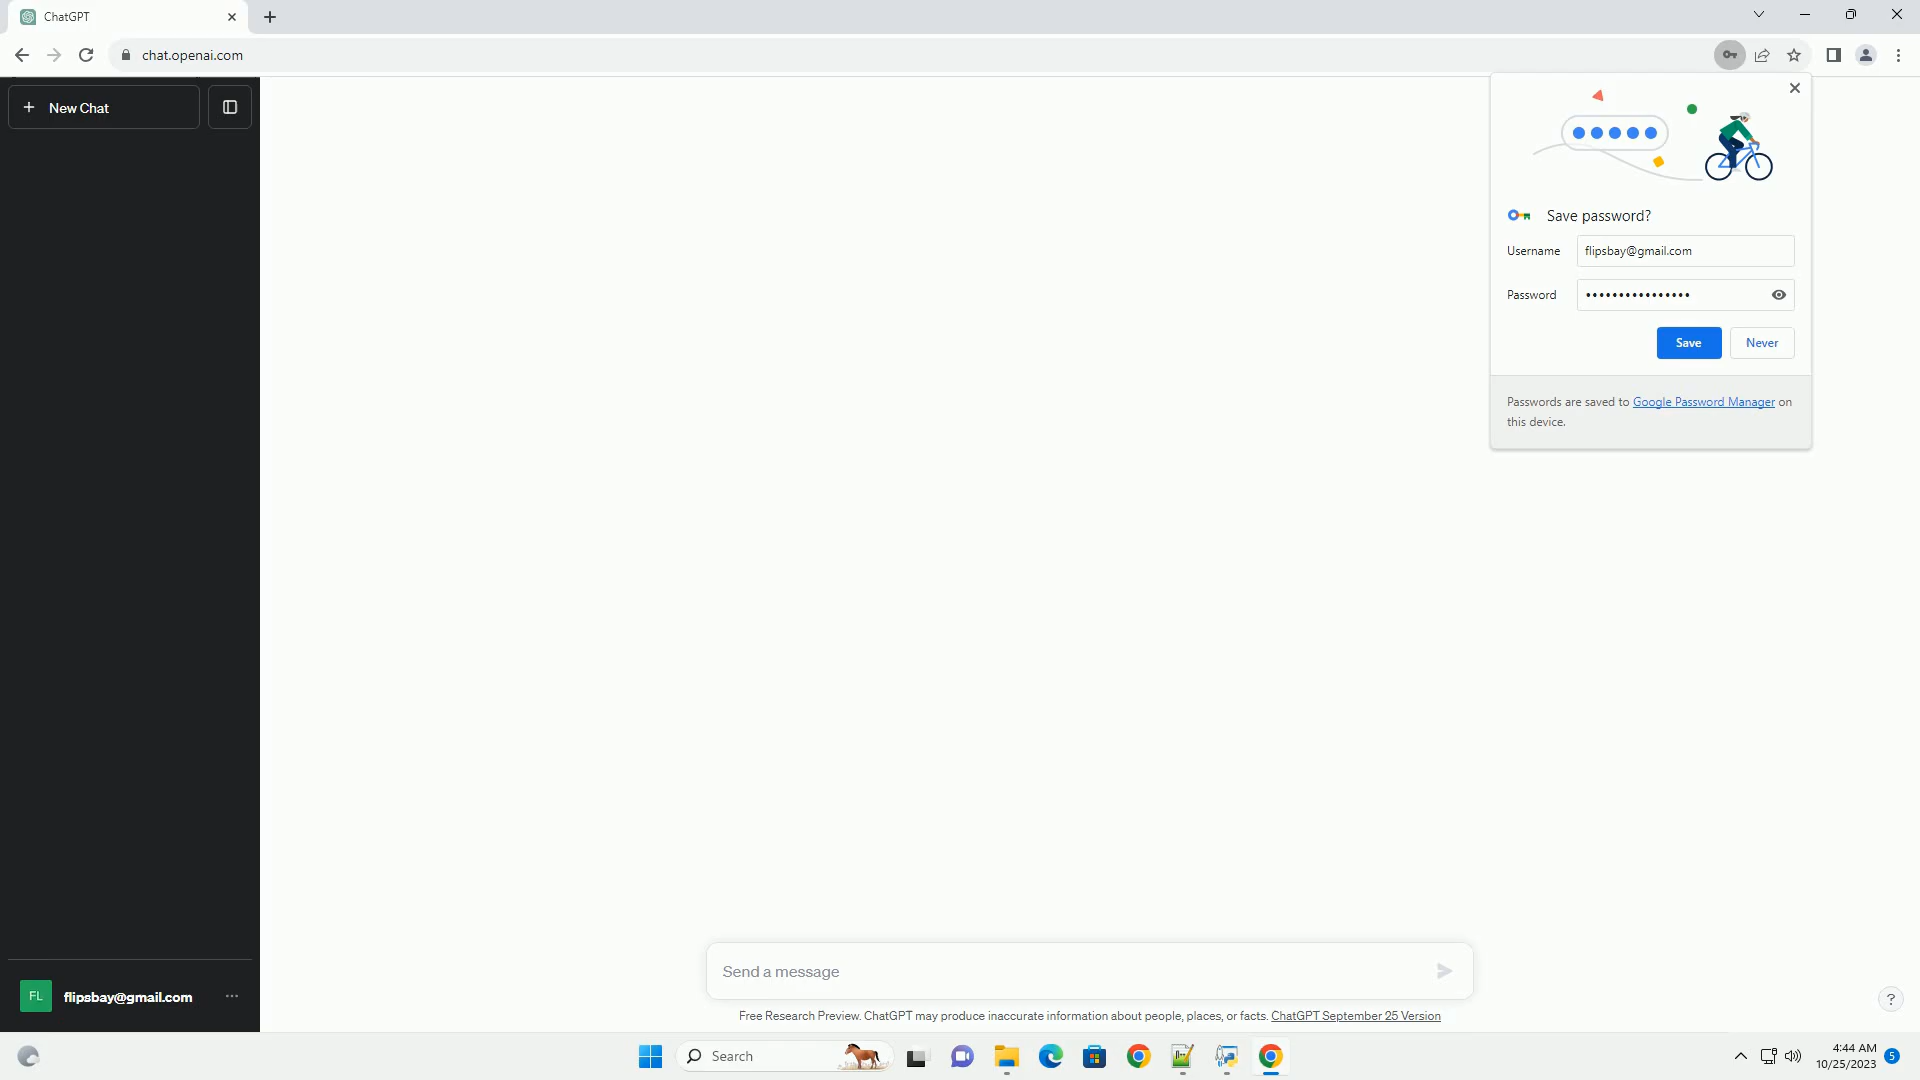 ChatGPT
chat.openai.com
New Chat
Save password?
Username
flipsbay@gmail.com
Password
••••••••••••••••
Save
Never
Passwords are saved to Google Password Manager on
this device.
FL
flipsbay@gmail.com
Send a message
Free Research Preview. ChatGPT may produce inaccurate information about people, places, or facts. ChatGPT September 25 Version
?
Search
4:44 AM
10/25/2023
5